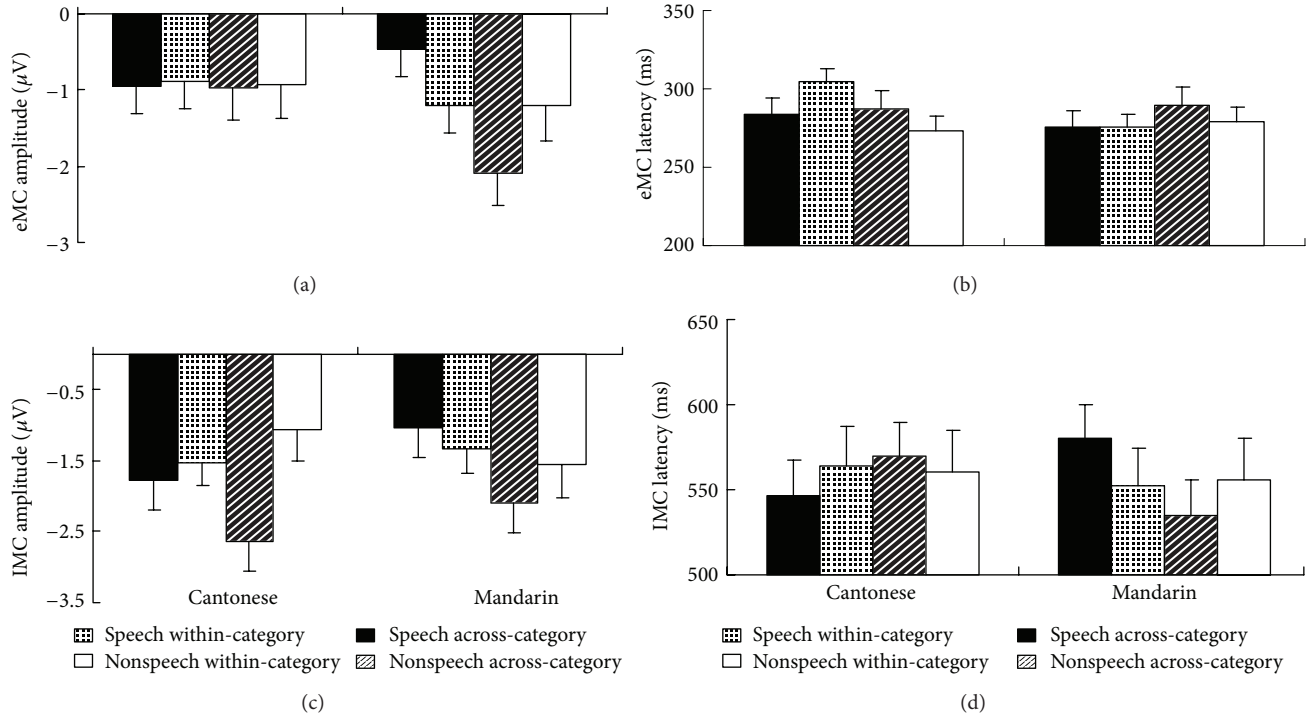 0
−1
−2
−3
eMC amplitude (μV)
(a)
350
300
250
200
eMC latency (ms)
(b)
−0.5
−1.5
−2.5
−3.5
IMC amplitude (μV)
Cantonese Mandarin
Speech within-category Speech across-category
Nonspeech within-category Nonspeech across-category
(c)
650
600
550
500
IMC latency (ms)
Cantonese Mandarin
Speech within-category Speech across-category
Nonspeech within-category Nonspeech across-category
(d)